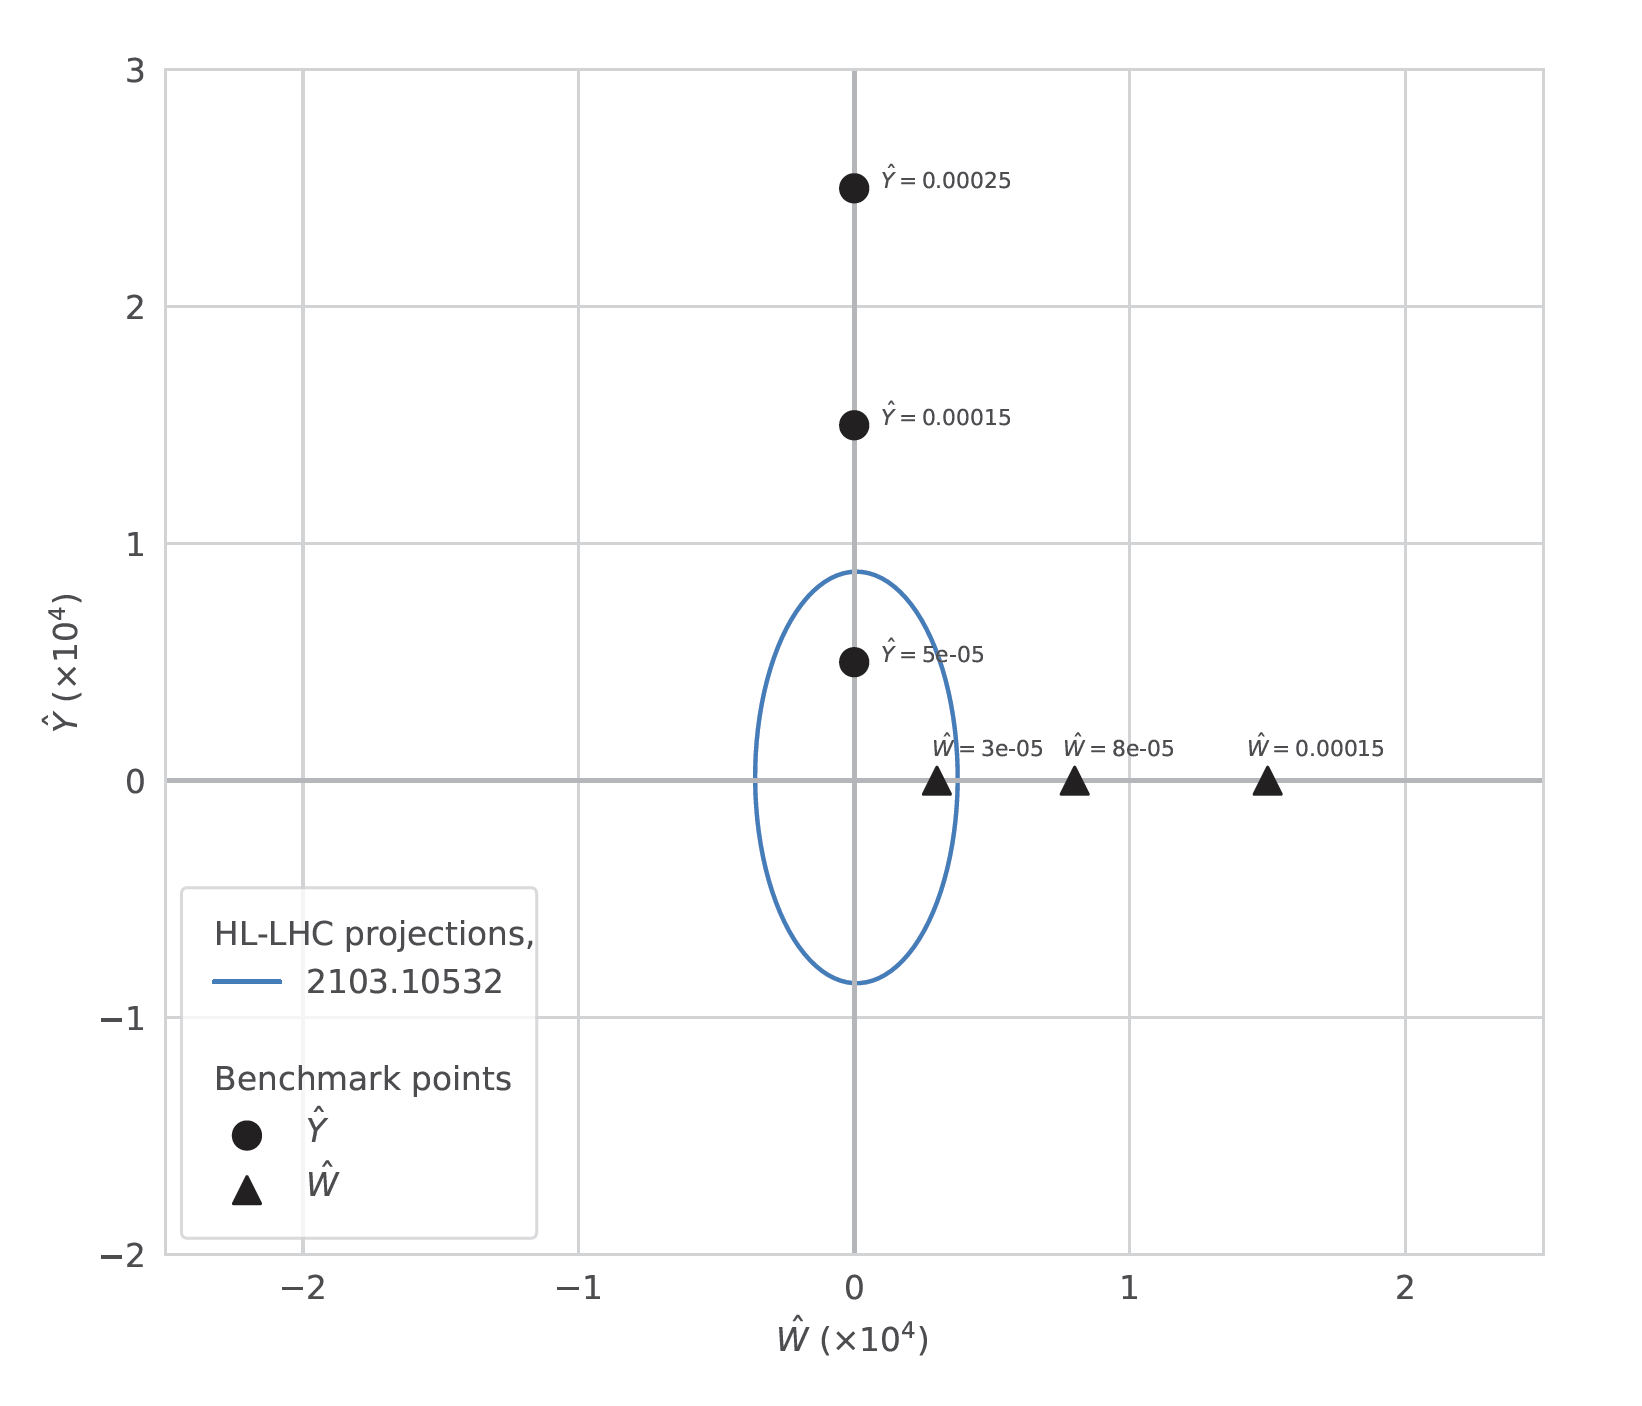 3
2
1
0
−1
−2
Ŷ (×10⁴)
Ŷ = 0.00025
Ŷ = 0.00015
Ŷ = 5e-05
Ŵ = 3e-05
Ŵ = 8e-05
Ŵ = 0.00015
HL-LHC projections,
2103.10532
Benchmark points
Ŷ
Ŵ
−2
−1
0
1
2
Ŵ (×10⁴)